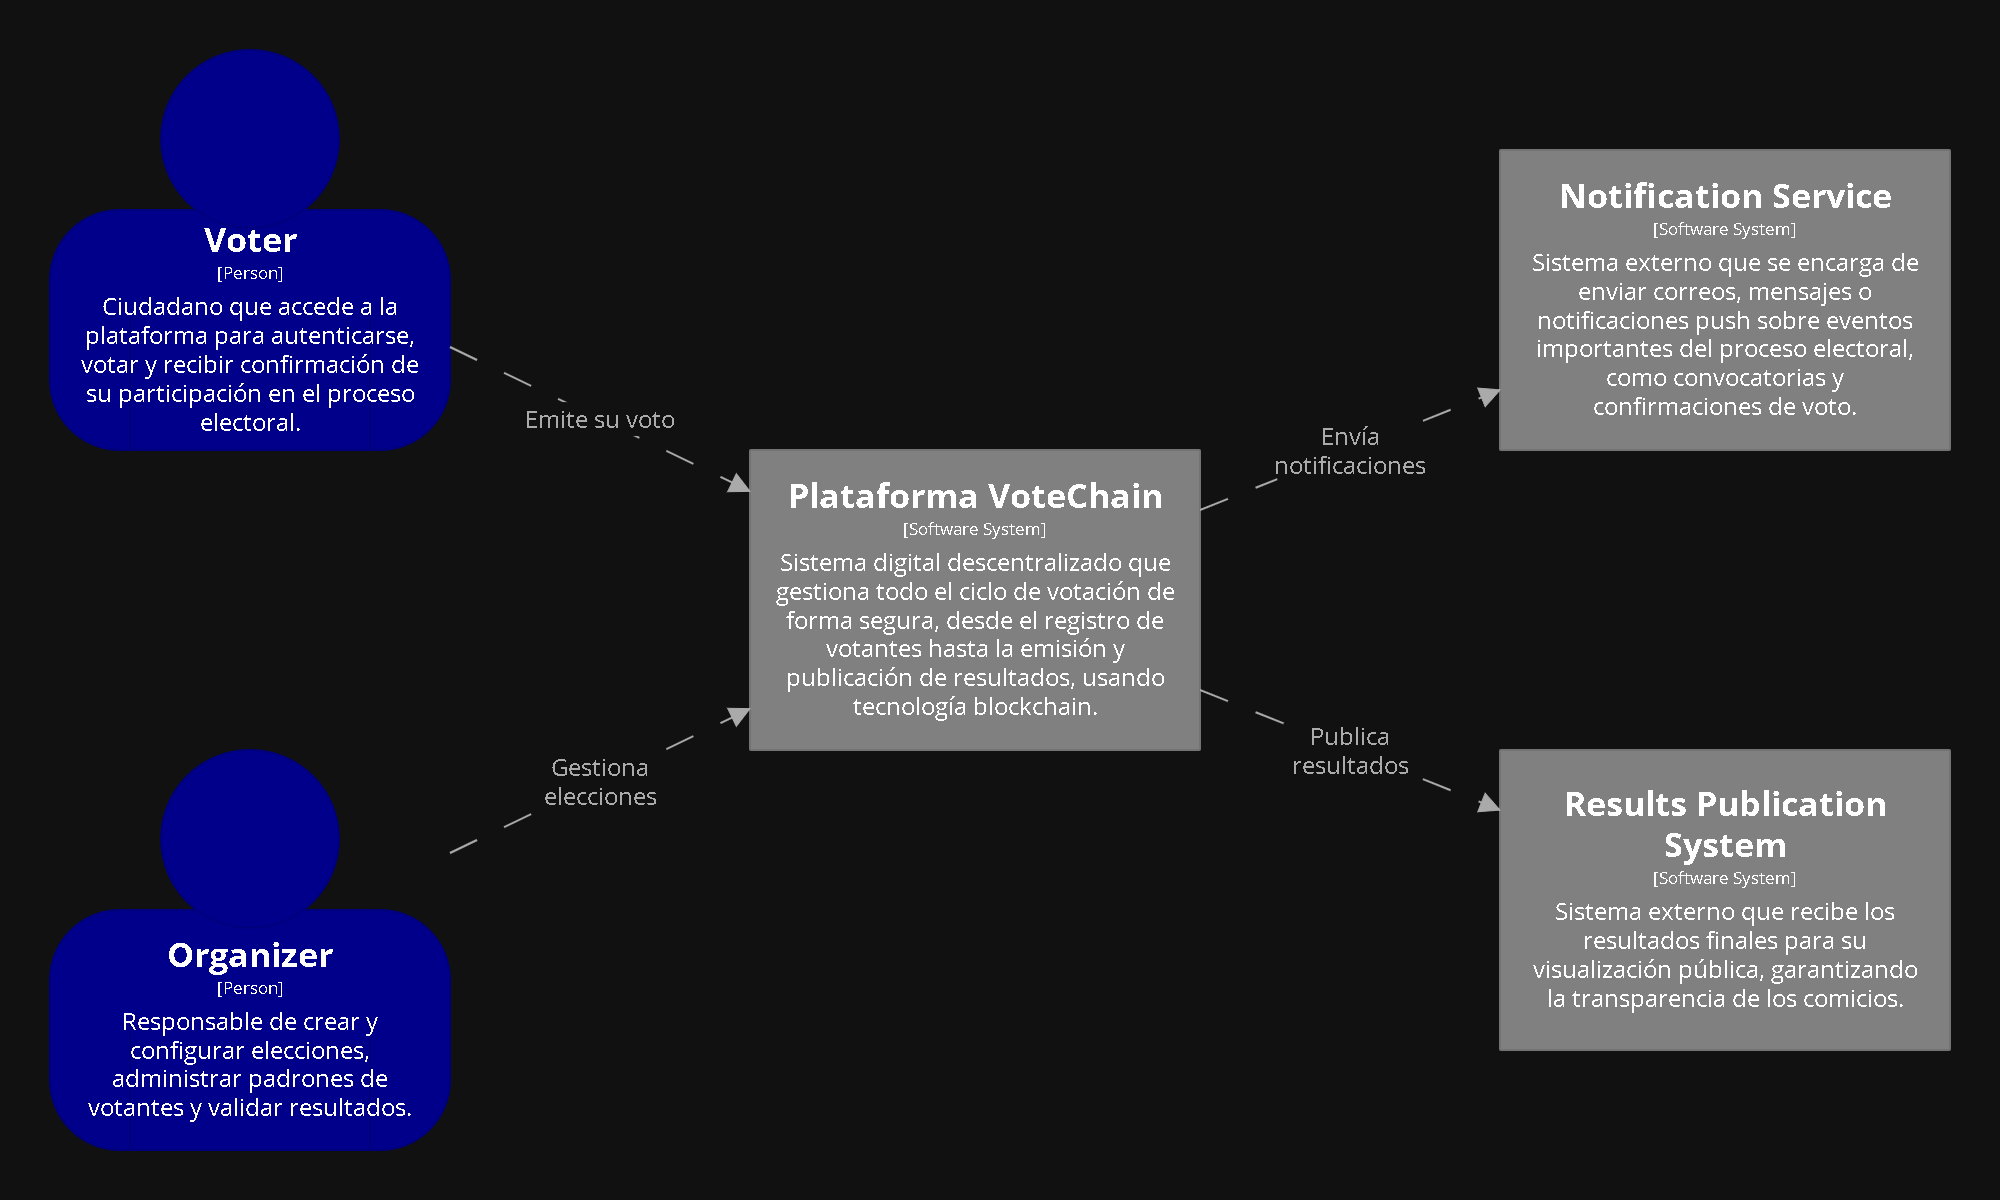 Voter
[Person]
Ciudadano que accede a la
plataforma para autenticarse,
votar y recibir confirmación de
su participación en el proceso
electoral.
Emite su voto
Organizer
[Person]
Responsable de crear y
configurar elecciones,
administrar padrones de
votantes y validar resultados.
Gestiona
elecciones
Plataforma VoteChain
[Software System]
Sistema digital descentralizado que
gestiona todo el ciclo de votación de
forma segura, desde el registro de
votantes hasta la emisión y
publicación de resultados, usando
tecnología blockchain.
Envía
notificaciones
Notification Service
[Software System]
Sistema externo que se encarga de
enviar correos, mensajes o
notificaciones push sobre eventos
importantes del proceso electoral,
como convocatorias y
confirmaciones de voto.
Publica
resultados
Results Publication
System
[Software System]
Sistema externo que recibe los
resultados finales para su
visualización pública, garantizando
la transparencia de los comicios.